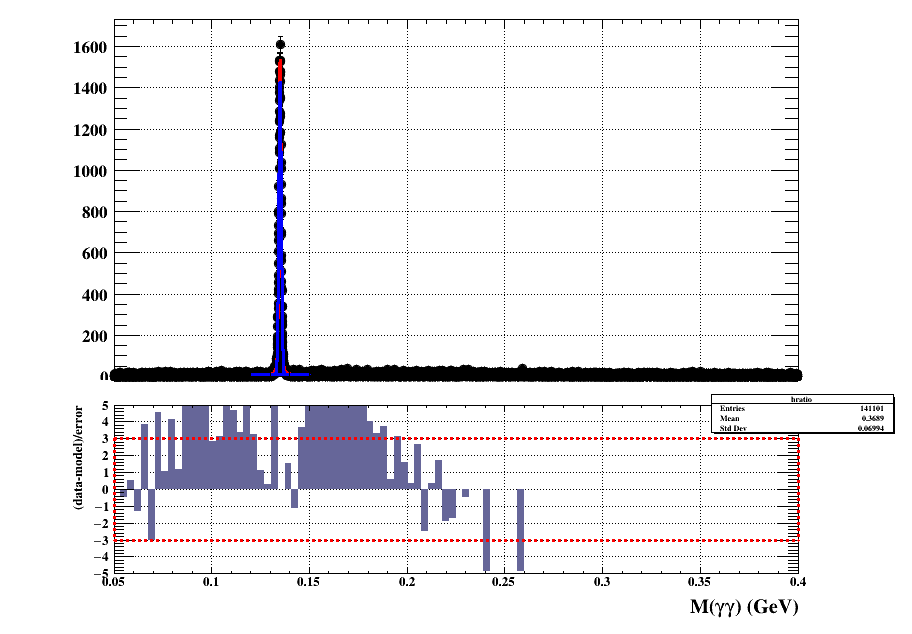 1600
1400
1200
1000
800
600
400
200
0
hratio
Entries 141101
Mean 0.3689
Std Dev 0.06994
(data-model)/error
5
4
3
2
1
0
−1
−2
−3
−4
−5
0.05 0.1 0.15 0.2 0.25 0.3 0.35 0.4
M(γγ) (GeV)